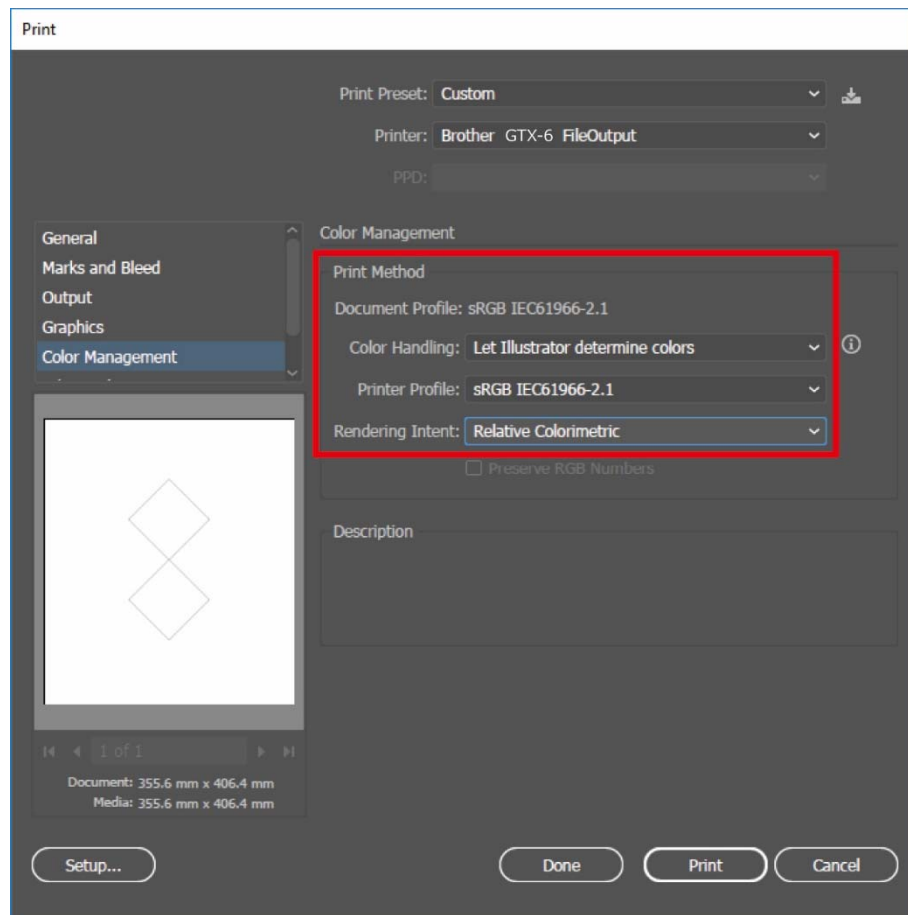 Print
Print Preset: Custom
Printer: Brother GTX-6 FileOutput
PPD:
General
Marks and Bleed
Output
Graphics
Color Management
Color Management
Print Method
Document Profile: sRGB IEC61966-2.1
Color Handling: Let Illustrator determine colors
Printer Profile: sRGB IEC61966-2.1
Rendering Intent: Relative Colorimetric
Preserve RGB Numbers
Description
1 of 1
Document: 355.6 mm x 406.4 mm
Media: 355.6 mm x 406.4 mm
Setup...
Done
Print
Cancel